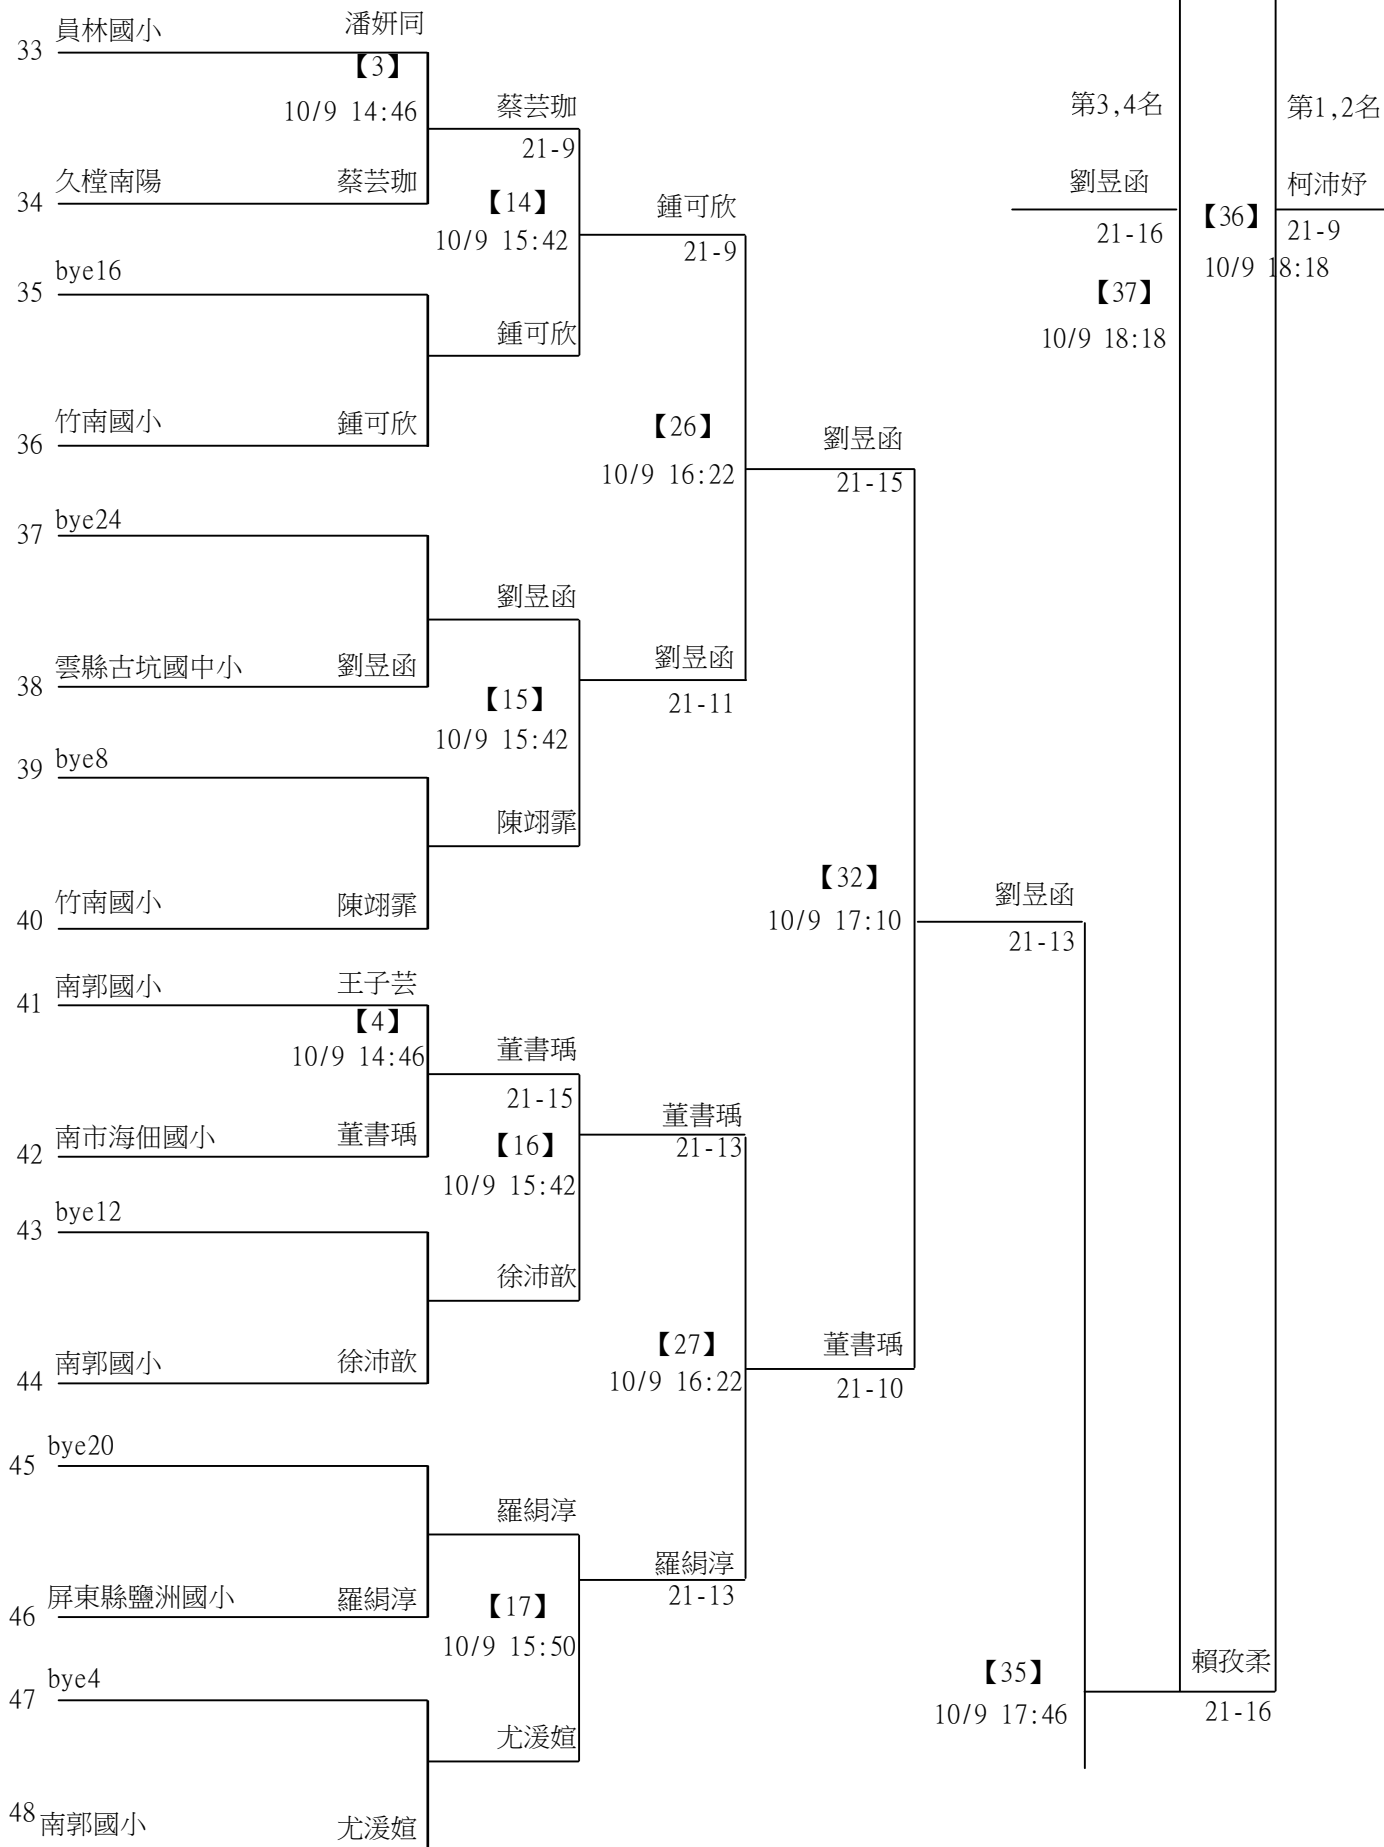 33 員林國小 潘妍同
【3】
10/9 14:46
蔡芸珈
21-9
34 久樘南陽 蔡芸珈
【14】
10/9 15:42
鍾可欣
21-9
35 bye16
鍾可欣
36 竹南國小 鍾可欣
【26】
10/9 16:22
劉昱函
21-15
37 bye24
劉昱函
38 雲縣古坑國中小 劉昱函
劉昱函
21-11
【15】
10/9 15:42
39 bye8
陳翊霏
40 竹南國小 陳翊霏
【32】
10/9 17:10
劉昱函
21-13
41 南郭國小 王子芸
【4】
10/9 14:46
董書瑀
21-15
42 南市海佃國小 董書瑀
【16】
10/9 15:42
董書瑀
21-13
43 bye12
徐沛歆
44 南郭國小 徐沛歆
【27】
10/9 16:22
董書瑀
21-10
45 bye20
羅絹淳
46 屏東縣鹽洲國小 羅絹淳
羅絹淳
21-13
【17】
10/9 15:50
47 bye4
尤湲媗
48 南郭國小 尤湲媗
【35】
10/9 17:46
賴孜柔
21-16
第3,4名
劉昱函
21-16
【37】
10/9 18:18
第1,2名
柯沛妤
【36】
21-9
10/9 18:18